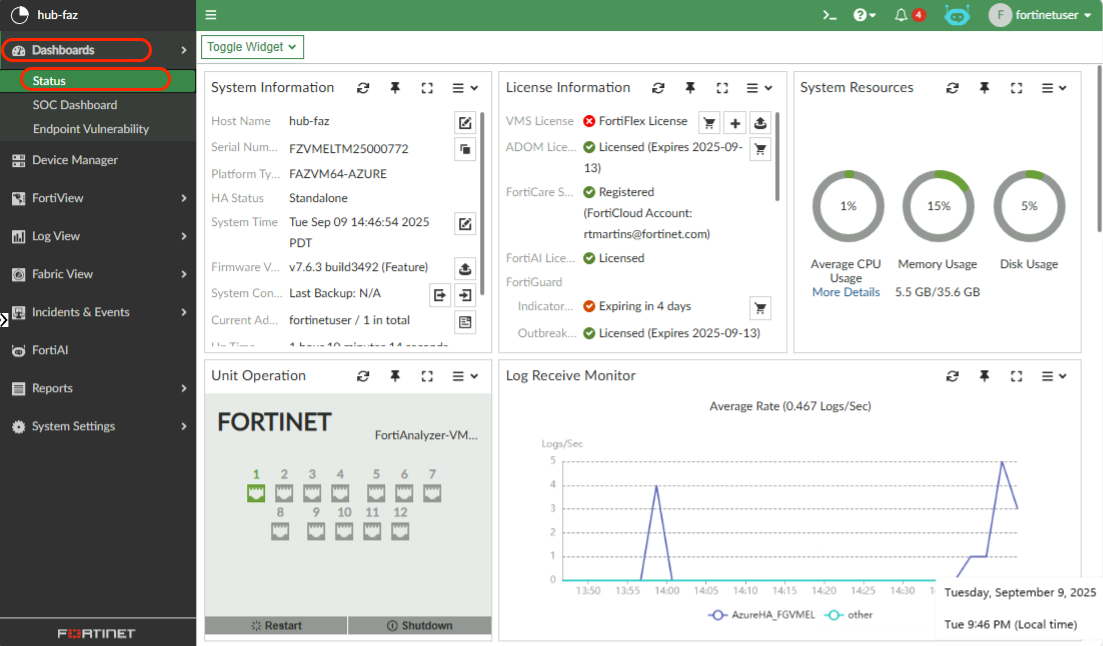 hub-faz
4
F
fortinetuser
Dashboards
Status
SOC Dashboard
Endpoint Vulnerability
Device Manager
FortiView
Log View
Fabric View
Incidents & Events
FortiAI
Reports
System Settings
FORTINET
Toggle Widget
System Information
Host Name hub-faz
Serial Num... FZVMELTM25000772
Platform Ty... FAZVM64-AZURE
HA Status Standalone
System Time Tue Sep 09 14:46:54 2025
PDT
Firmware V... v7.6.3 build3492 (Feature)
System Con... Last Backup: N/A
Current Ad... fortinetuser / 1 in total
Up Time 1 hour 10 minutes 14 seconds
License Information
VMS License FortiFlex License
ADOM Lice... Licensed (Expires 2025-09-
13)
FortiCare S... Registered
(FortiCloud Account:
rtmartins@fortinet.com)
FortiAI Lice... Licensed
FortiGuard
Indicator... Expiring in 4 days
Outbreak... Licensed (Expires 2025-09-13)
System Resources
1% 15% 5%
Average CPU Memory Usage Disk Usage
Usage
More Details 5.5 GB/35.6 GB
Unit Operation
FORTINET
FortiAnalyzer-VM...
1 2 3 4 5 6 7
8 9 10 11 12
Restart Shutdown
Log Receive Monitor
Average Rate (0.467 Logs/Sec)
Logs/Sec
5
4
3
2
1
0
13:50 13:55 14:00 14:05 14:10 14:15 14:20 14:25 14:30
AzureHA_FGVMEL other
Tuesday, September 9, 2025
Tue 9:46 PM (Local time)